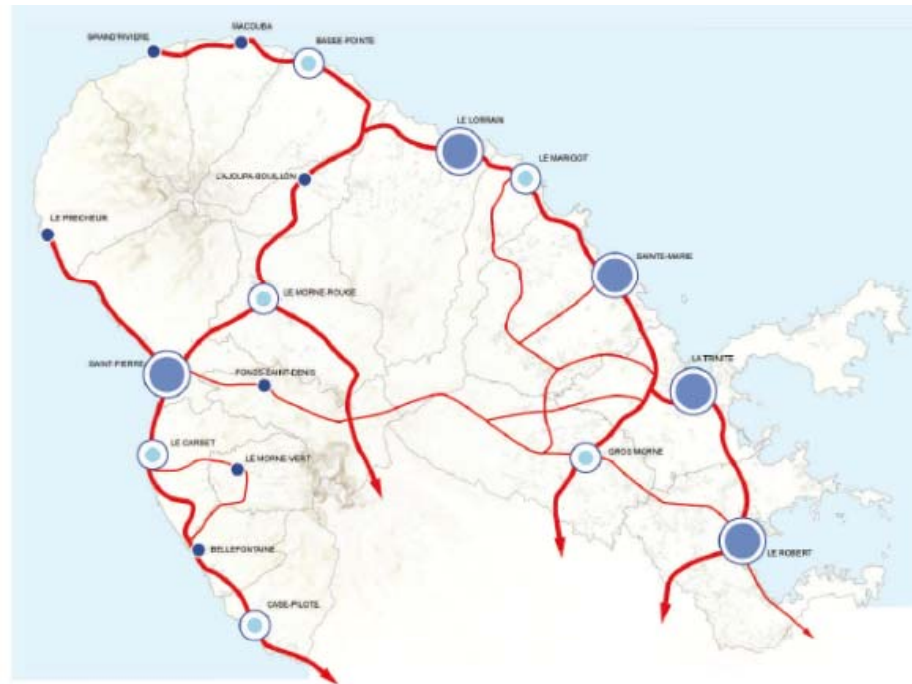 MACOUBA
GRAND'RIVIERE
BASSE-POINTE
LE LORRAIN
LE MARIGOT
L'AJOUPA-BOUILLON
LE PREICHEUR
SAINTE-MARIE
LE MORNE-ROUGE
LA TRINITE
SAINT-PIERRE
FONDS-SAINT-DENIS
LE CARBET
LE MORNE-VERT
GROS MORNE
BELLEFONTAINE
LE ROBERT
CASE-PILOTE